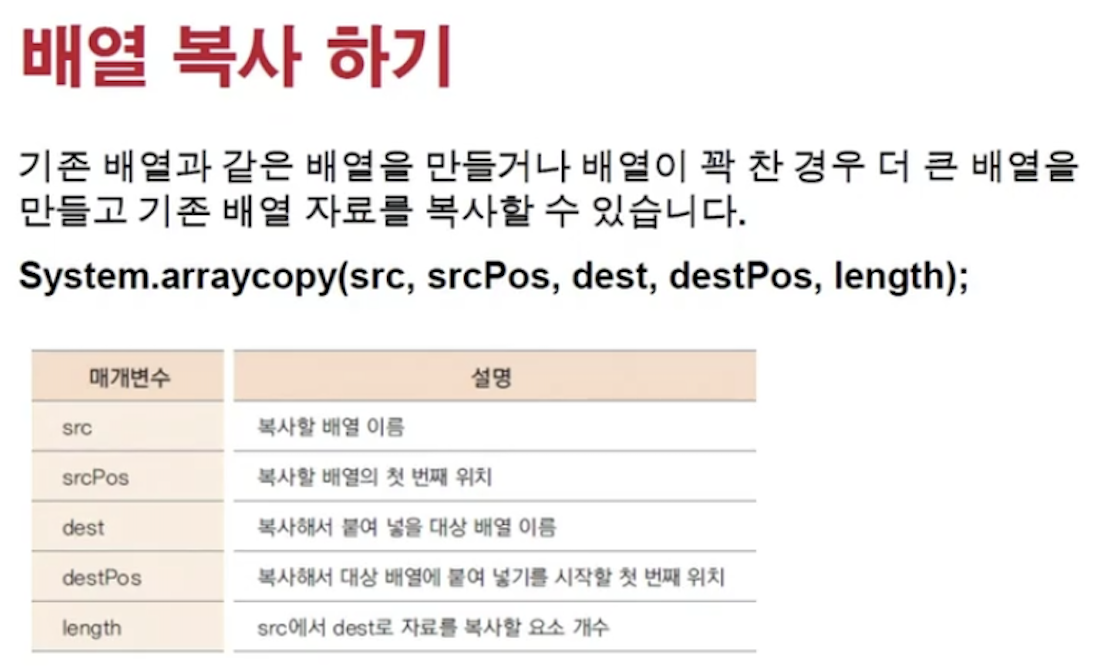 배열 복사 하기
기존 배열과 같은 배열을 만들거나 배열이 꽉 찬 경우 더 큰 배열을
만들고 기존 배열 자료를 복사할 수 있습니다.
System.arraycopy(src, srcPos, dest, destPos, length);
매개변수 설명
src 복사할 배열 이름
srcPos 복사할 배열의 첫 번째 위치
dest 복사해서 붙여 넣을 대상 배열 이름
destPos 복사해서 대상 배열에 붙여 넣기를 시작할 첫 번째 위치
length src에서 dest로 자료를 복사할 요소 개수